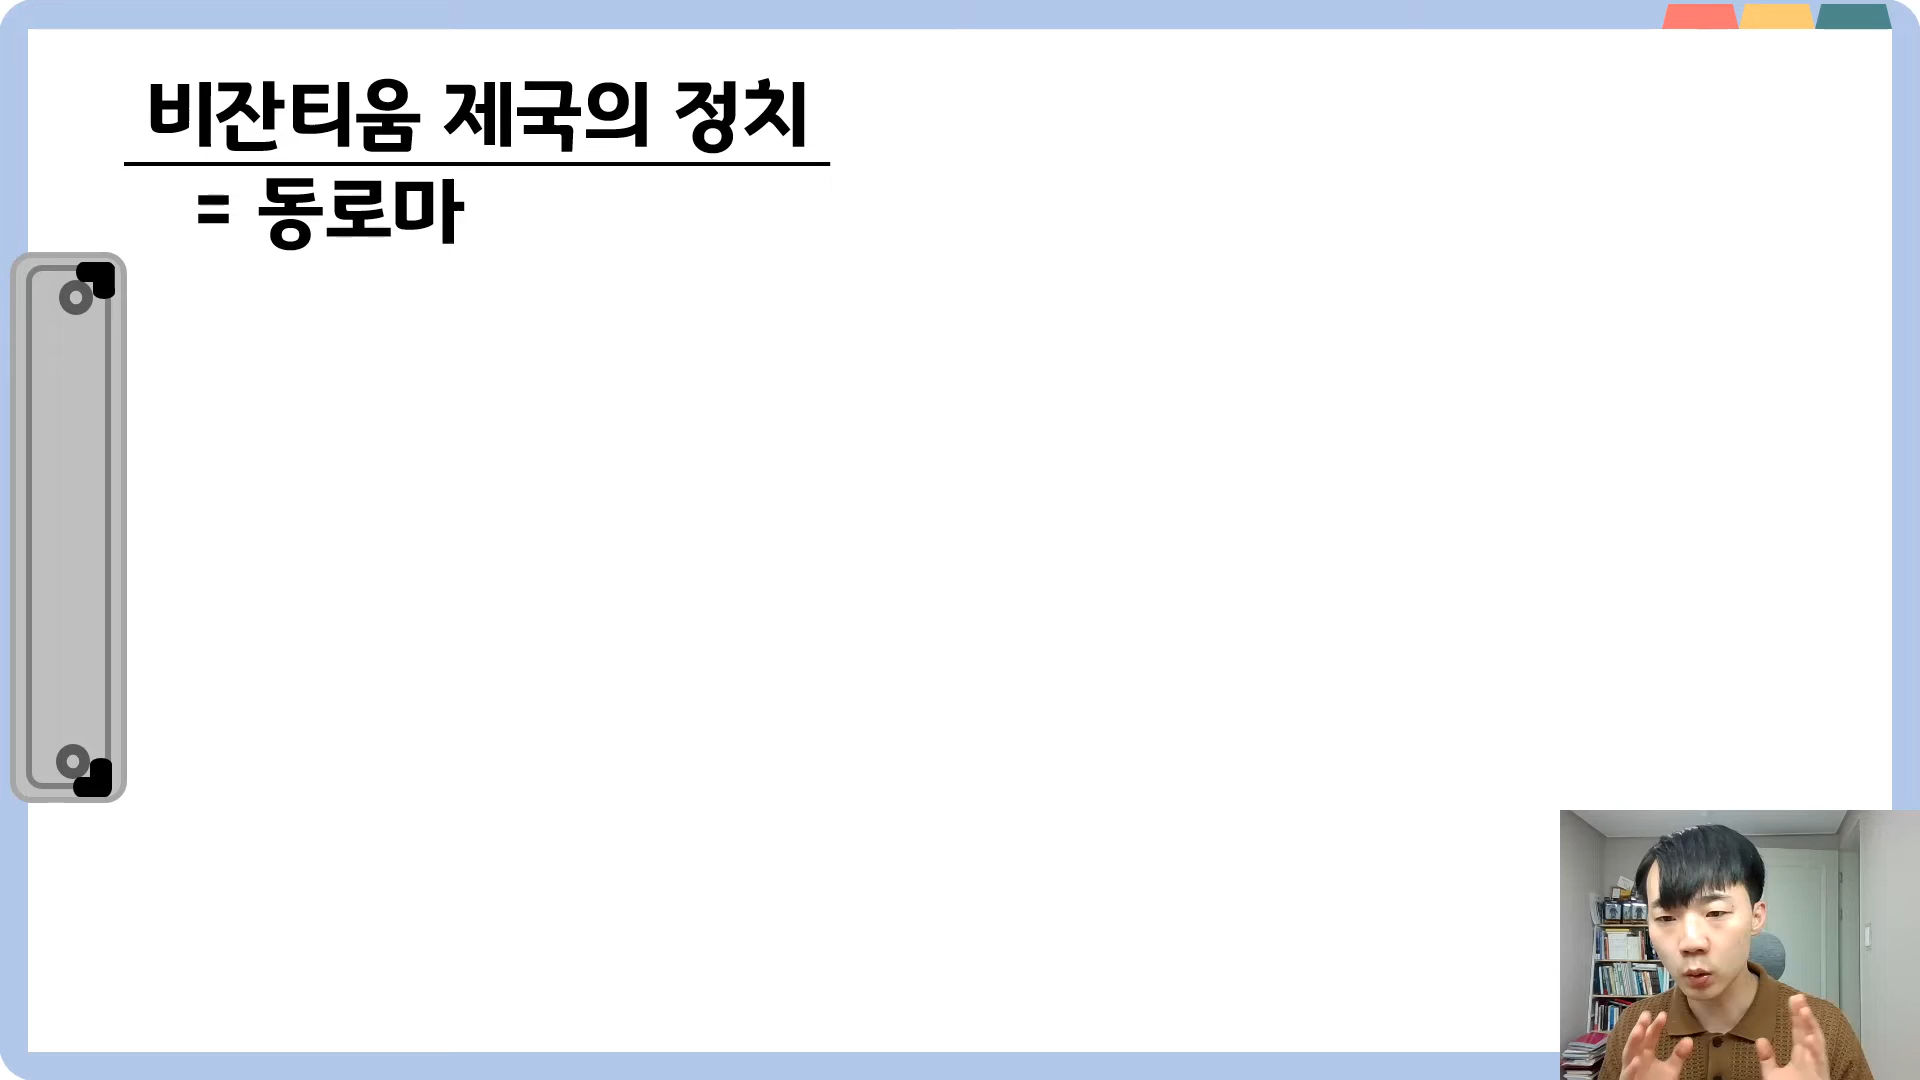 비잔티움 제국의 정치
= 동로마